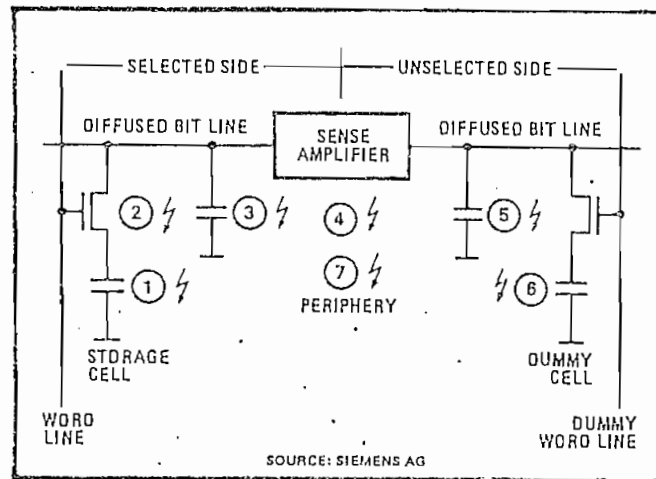 SELECTED SIDE
UNSELECTED SIDE
DIFFUSED BIT LINE
SENSE
AMPLIFIER
DIFFUSED BIT LINE
2
3
4
5
1
7
6
PERIPHERY
STORAGE
CELL
DUMMY
CELL
WORD
LINE
DUMMY
WORD LINE
SOURCE: SIEMENS AG